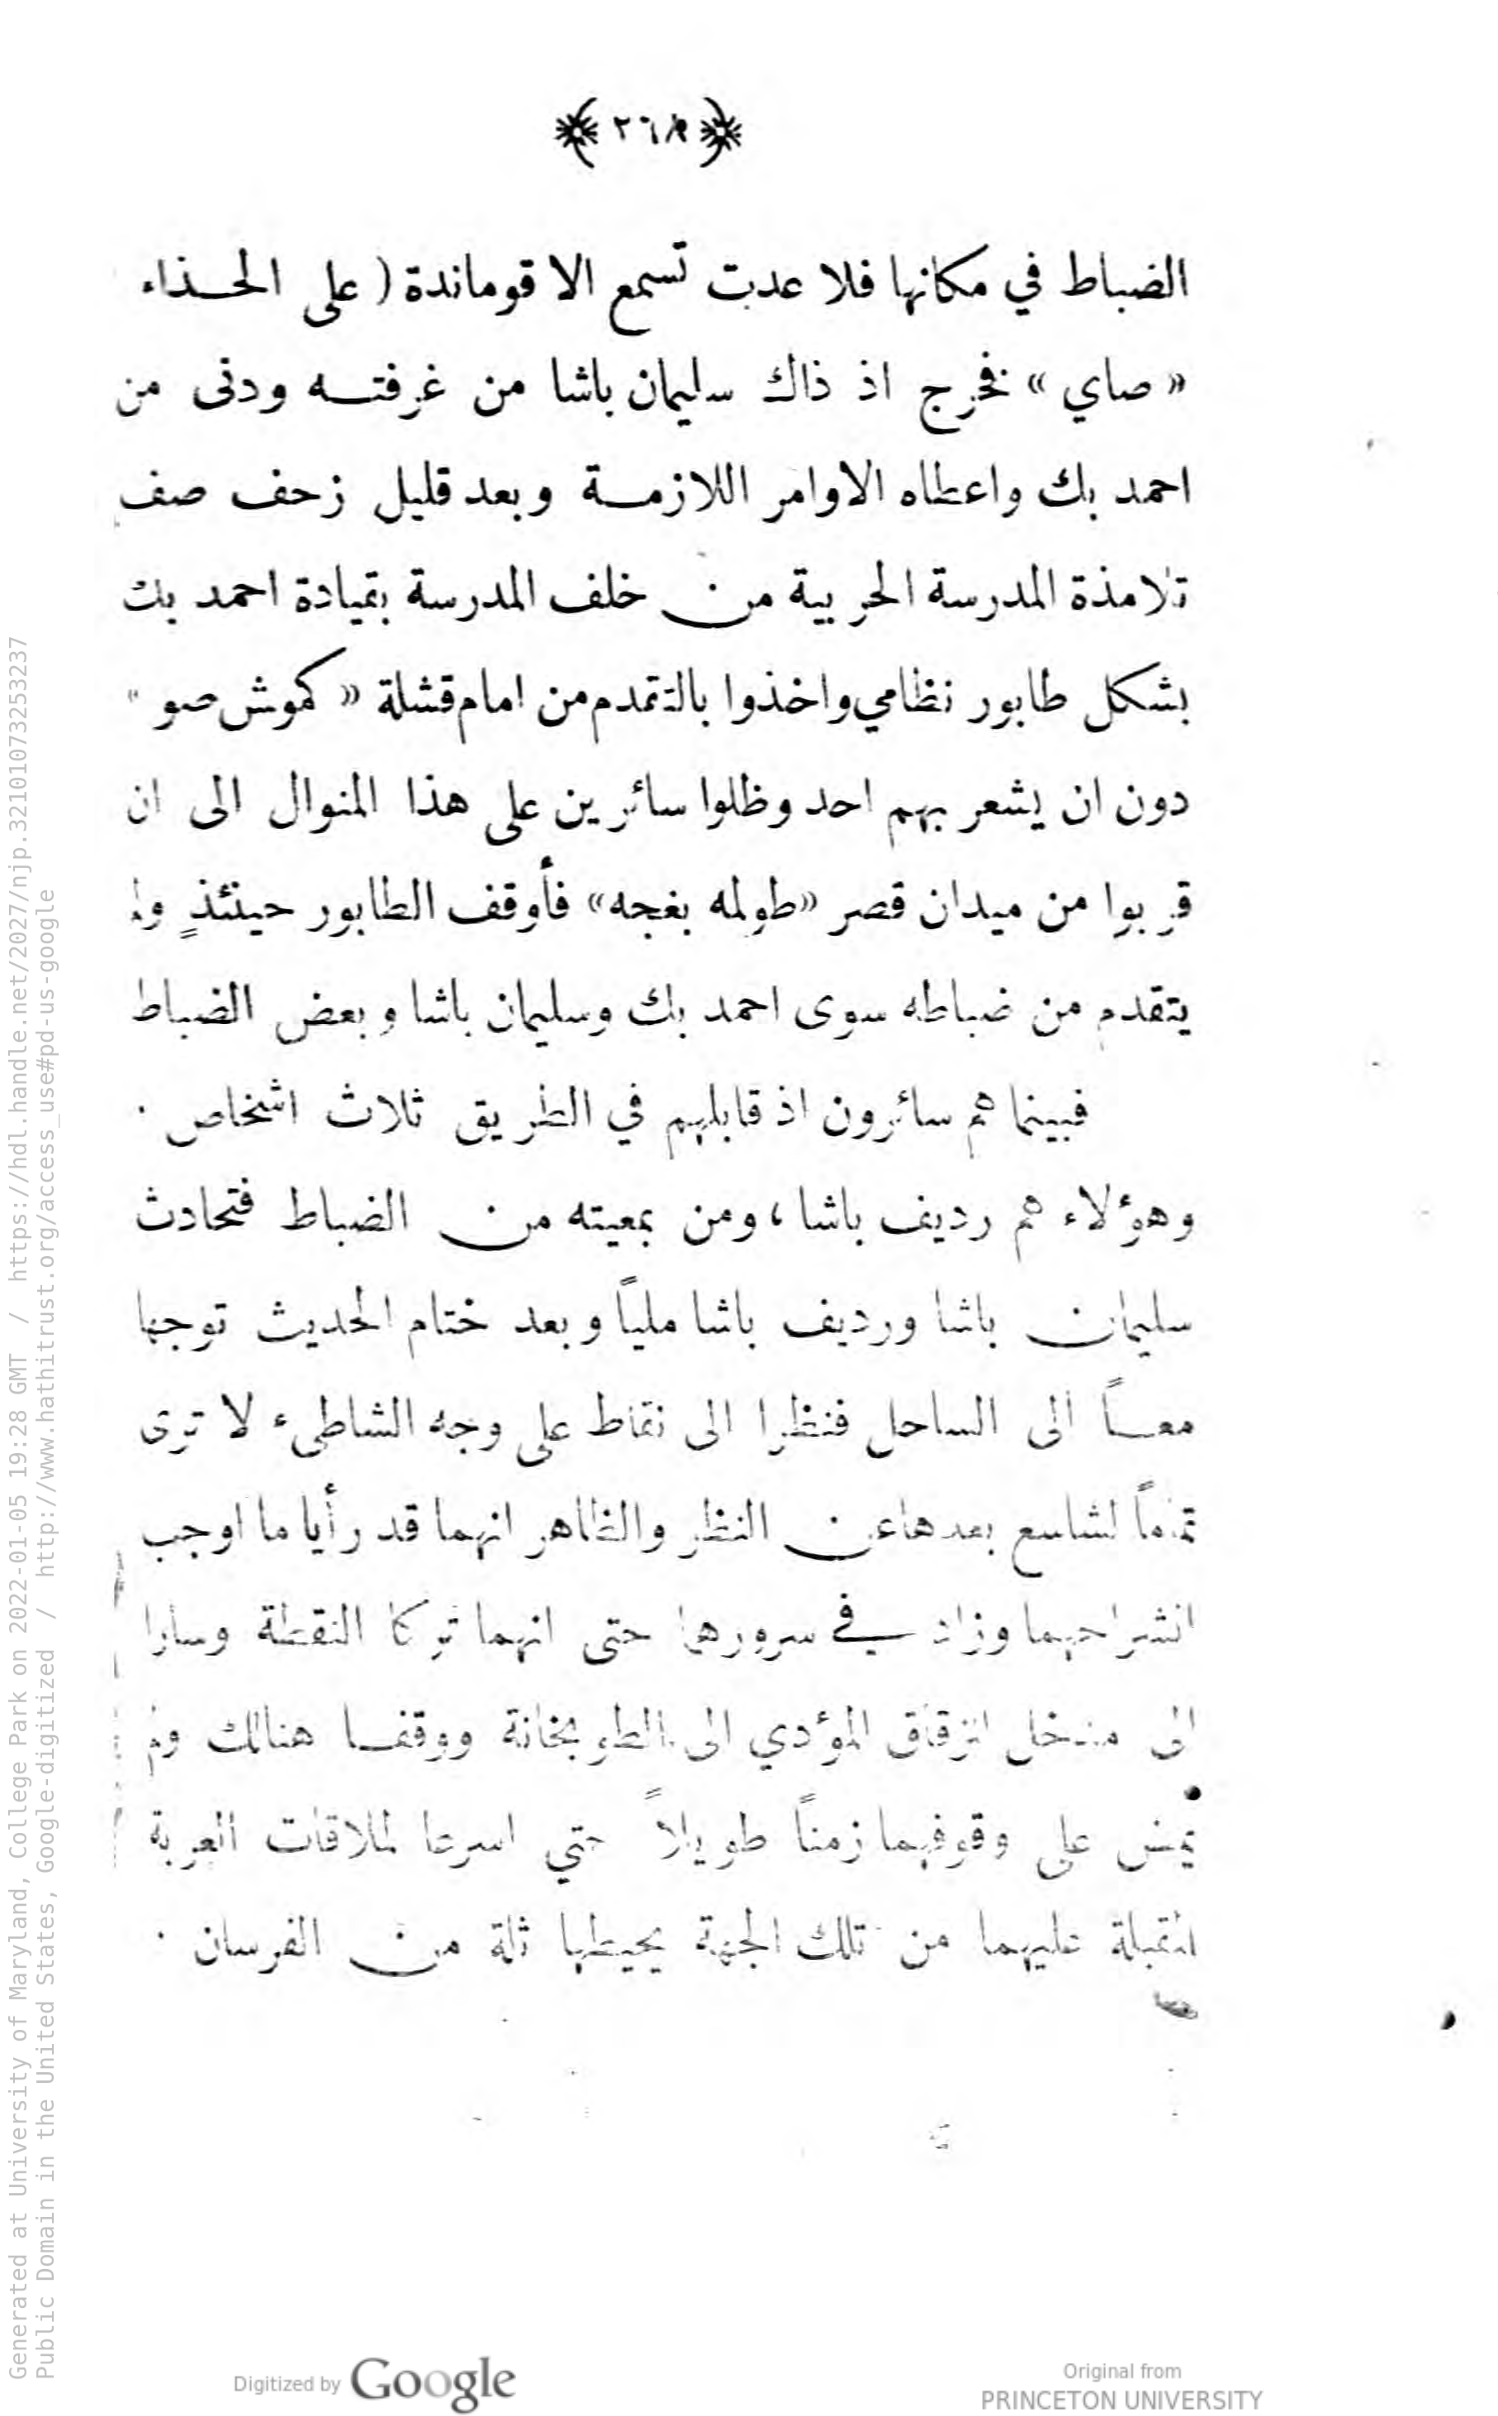 ﴿٢٦٨﴾
الضباط في مكانها فلا عدت تسمع الا قوماندة ( على الحـذاء
« صاي » فخرج اذ ذاك سليمان باشا من غرفتـه ودنى من
احمد بك واعطاه الاوامر اللازمـة وبعد قليل زحف صف
تلامذة المدرسة الحربية من خلف المدرسة بقيادة احمد بك
بشكل طابور نظامي واخذوا بالتقدم من امام قشلة « كموش صو »
دون ان يشعر بهم احد وظلوا سائرين على هذا المنوال الى ان
قربوا من ميدان قصر «طولمه بغجه» فأوقف الطابور حينئذٍ ولم
يتقدم من ضباطه سوى احمد بك وسليمان باشا وبعض الضباط
فبينما هم سائرون اذ قابلهم في الطريق ثلاث اشخاص .
وهؤلاء هم رديف باشا ، ومن بمعيته من الضباط فتحادث
سليمان باشا ورديف باشا ملياً وبعد ختام الحديث توجها
معـاً الى الساحل فنظرا الى نقاط على وجه الشاطىء لا ترى
تماماً لشاسع بعدها عن النظر والظاهر انهما قد رأيا ما اوجب
انشراحهما وزاد في سرورهما حتى انهما تركا النقطة وسارا
الى مدخل الزقاق المؤدي الى الطوبخانة ووقفـا هنالك ولم
يمض على وقوفهما زمناً طويلاً حتي اسرعا لملاقات العربة
المقبلة عليهما من تلك الجهة يحيطها ثلة من الفرسان .
Generated at University of Maryland, College Park on 2022-01-05 19:28 GMT / https://hdl.handle.net/2027/njp.32101073253237
Public Domain in the United States, Google-digitized / http://www.hathitrust.org/access_use#pd-us-google
Digitized by Google
Original from
PRINCETON UNIVERSITY